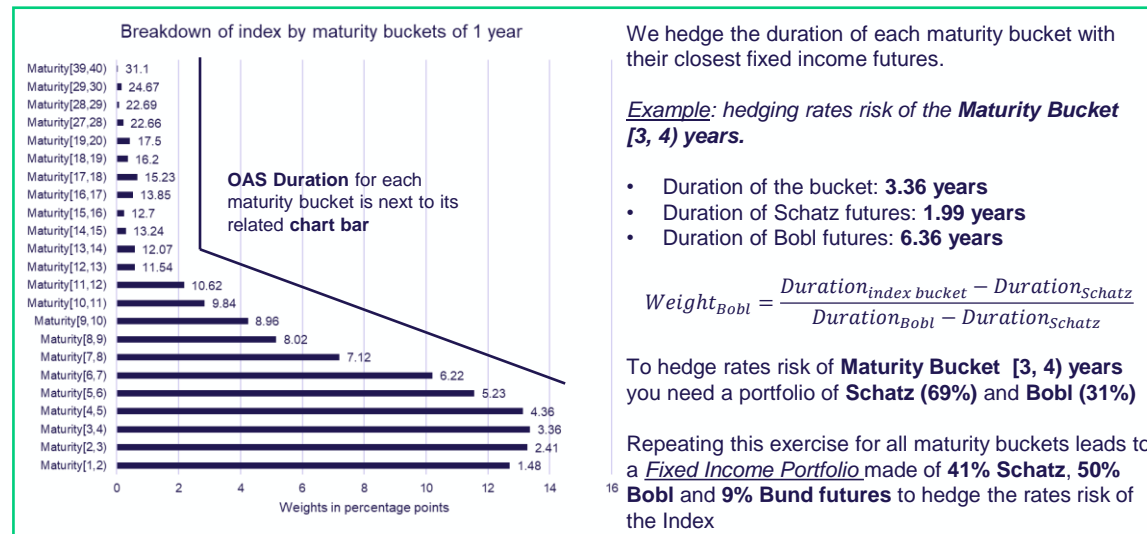 Breakdown of index by maturity buckets of 1 year
Maturity[39,40) 31.1
Maturity[29,30) 24.67
Maturity[28,29) 22.69
Maturity[27,28) 22.66
Maturity[19,20) 17.5
Maturity[18,19) 16.2
Maturity[17,18) 15.23
Maturity[16,17) 13.85
Maturity[15,16) 12.7
Maturity[14,15) 13.24
Maturity[13,14) 12.07
Maturity[12,13) 11.54
Maturity[11,12) 10.62
Maturity[10,11) 9.84
Maturity[9,10) 8.96
Maturity[8,9) 8.02
Maturity[7,8) 7.12
Maturity[6,7) 6.22
Maturity[5,6) 5.23
Maturity[4,5) 4.36
Maturity[3,4) 3.36
Maturity[2,3) 2.41
Maturity[1,2) 1.48
0 2 4 6 8 10 12 14 16
Weights in percentage points
OAS Duration for each
maturity bucket is next to its
related chart bar
We hedge the duration of each maturity bucket with
their closest fixed income futures.
Example: hedging rates risk of the Maturity Bucket
[3, 4) years.
• Duration of the bucket: 3.36 years
• Duration of Schatz futures: 1.99 years
• Duration of Bobl futures: 6.36 years
Weight_Bobl = (Duration_index bucket − Duration_Schatz) / (Duration_Bobl − Duration_Schatz)
To hedge rates risk of Maturity Bucket [3, 4) years
you need a portfolio of Schatz (69%) and Bobl (31%)
Repeating this exercise for all maturity buckets leads to
a Fixed Income Portfolio made of 41% Schatz, 50%
Bobl and 9% Bund futures to hedge the rates risk of
the Index